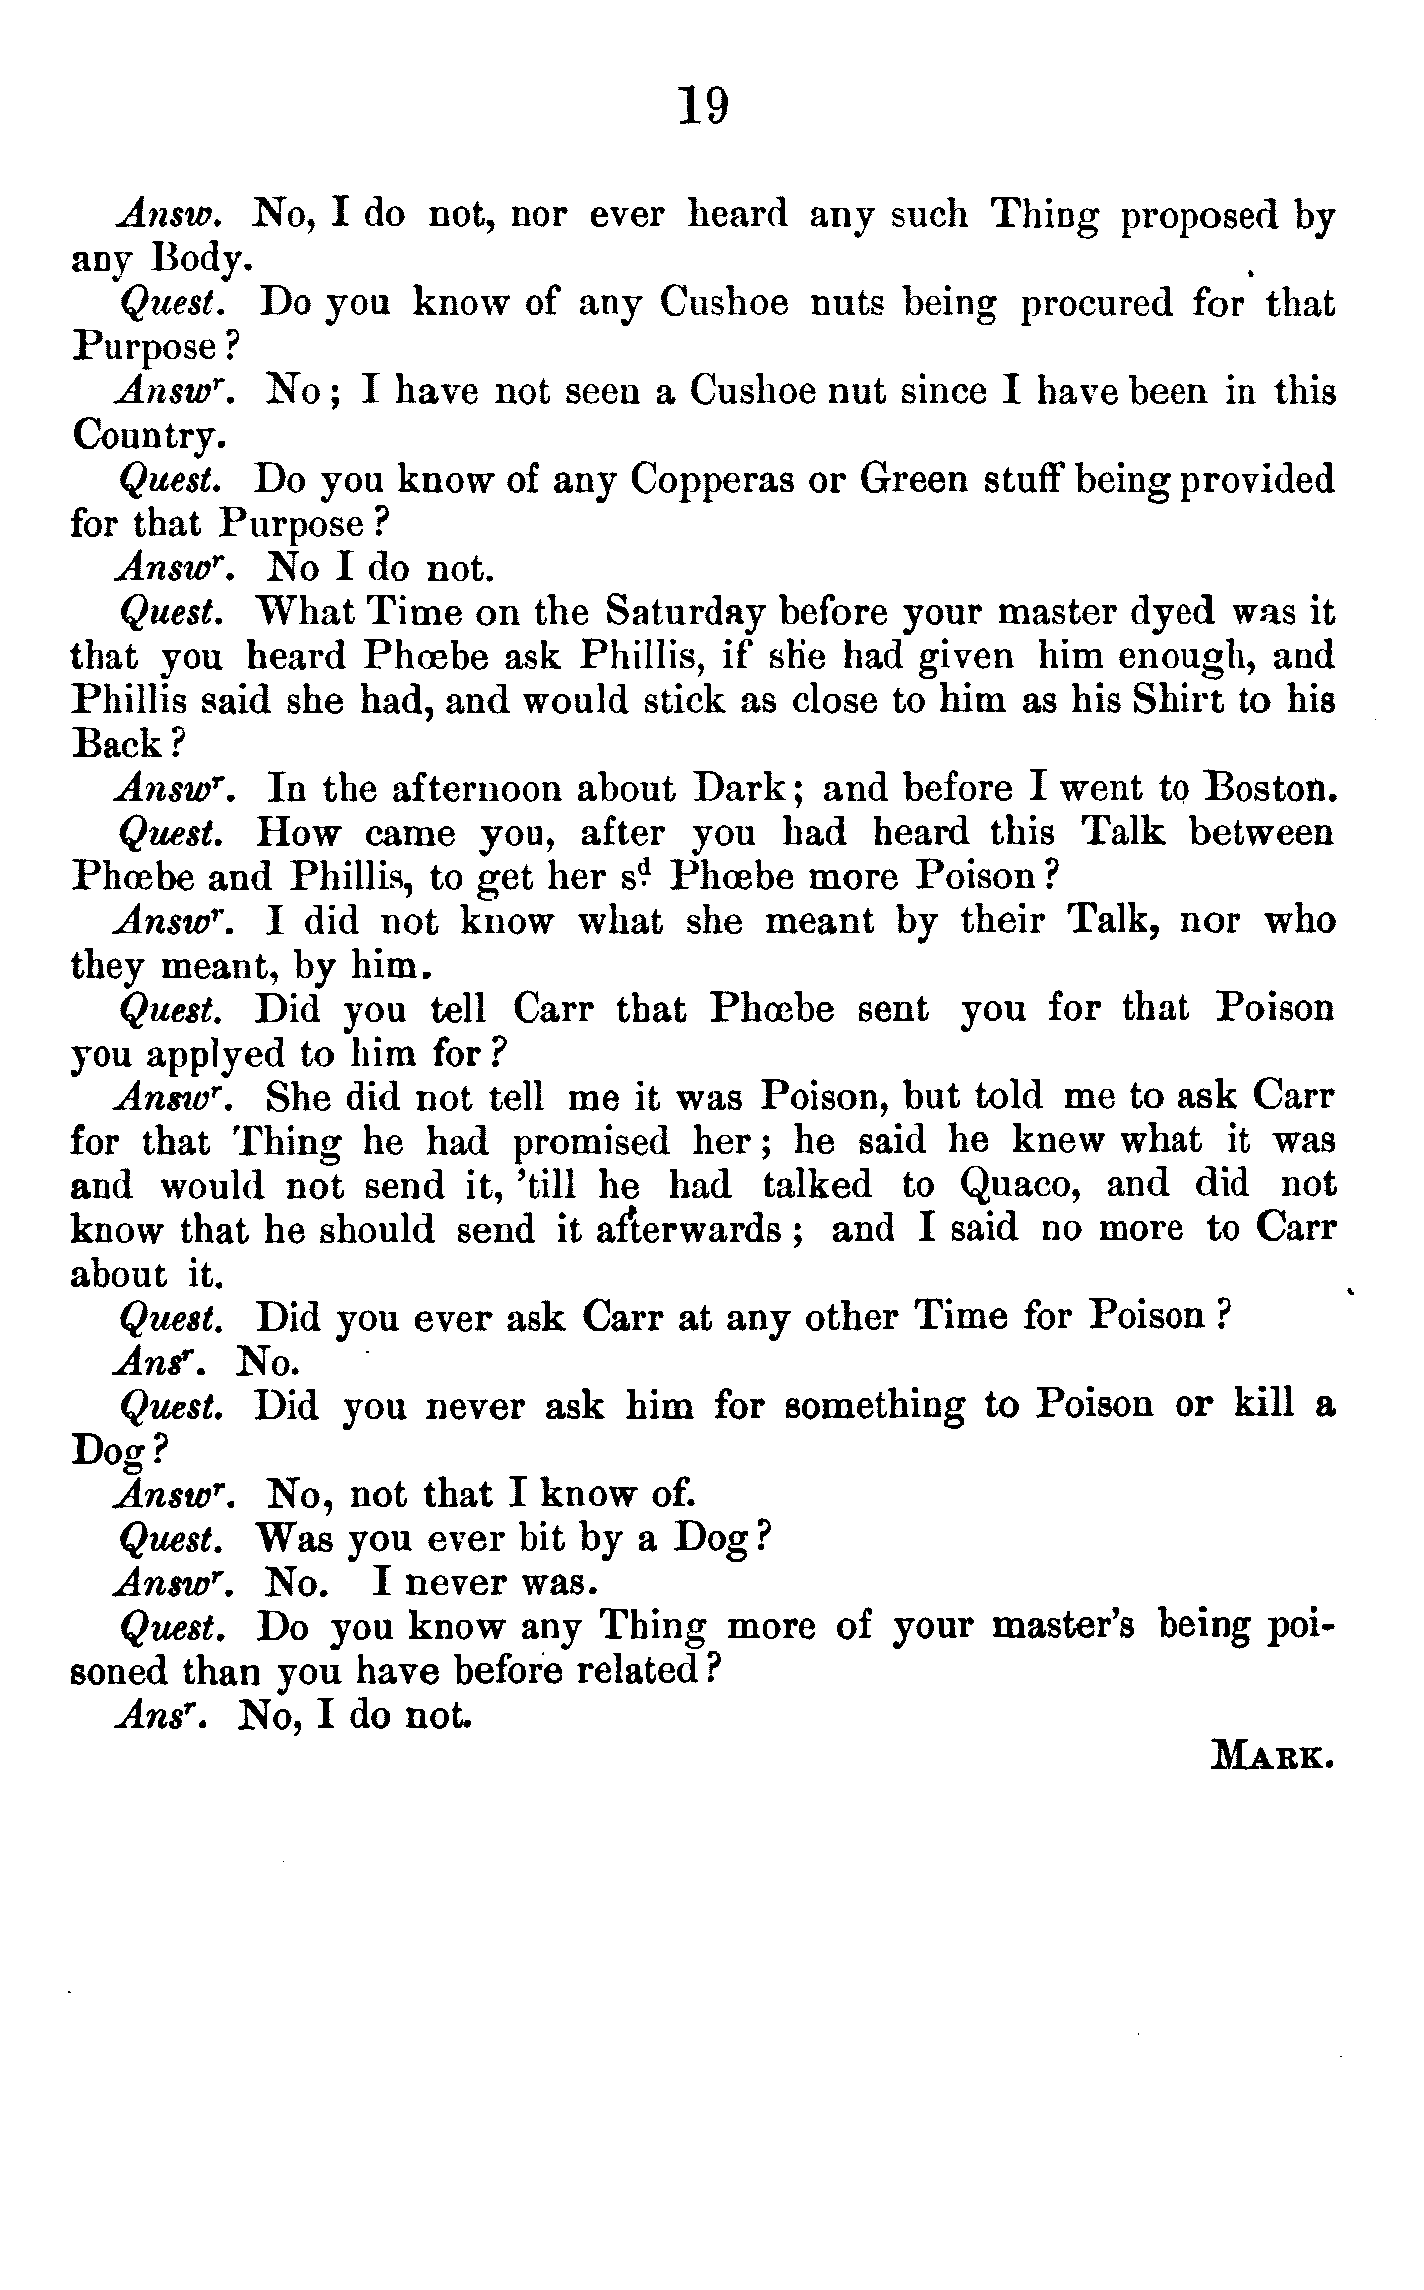 19
Answ. No, I do not, nor ever heard any such Thing proposed by
any Body.
Quest. Do you know of any Cushoe nuts being procured for that
Purpose?
Answʳ. No; I have not seen a Cushoe nut since I have been in this
Country.
Quest. Do you know of any Copperas or Green stuff being provided
for that Purpose?
Answʳ. No I do not.
Quest. What Time on the Saturday before your master dyed was it
that you heard Phœbe ask Phillis, if she had given him enough, and
Phillis said she had, and would stick as close to him as his Shirt to his
Back?
Answʳ. In the afternoon about Dark; and before I went to Boston.
Quest. How came you, after you had heard this Talk between
Phœbe and Phillis, to get her sᵈ. Phœbe more Poison?
Answʳ. I did not know what she meant by their Talk, nor who
they meant, by him.
Quest. Did you tell Carr that Phœbe sent you for that Poison
you applyed to him for?
Answʳ. She did not tell me it was Poison, but told me to ask Carr
for that Thing he had promised her; he said he knew what it was
and would not send it, 'till he had talked to Quaco, and did not
know that he should send it afterwards; and I said no more to Carr
about it.
Quest. Did you ever ask Carr at any other Time for Poison?
Ansʳ. No.
Quest. Did you never ask him for something to Poison or kill a
Dog?
Answʳ. No, not that I know of.
Quest. Was you ever bit by a Dog?
Answʳ. No. I never was.
Quest. Do you know any Thing more of your master's being poi-
soned than you have before related?
Ansʳ. No, I do not.
MARK.